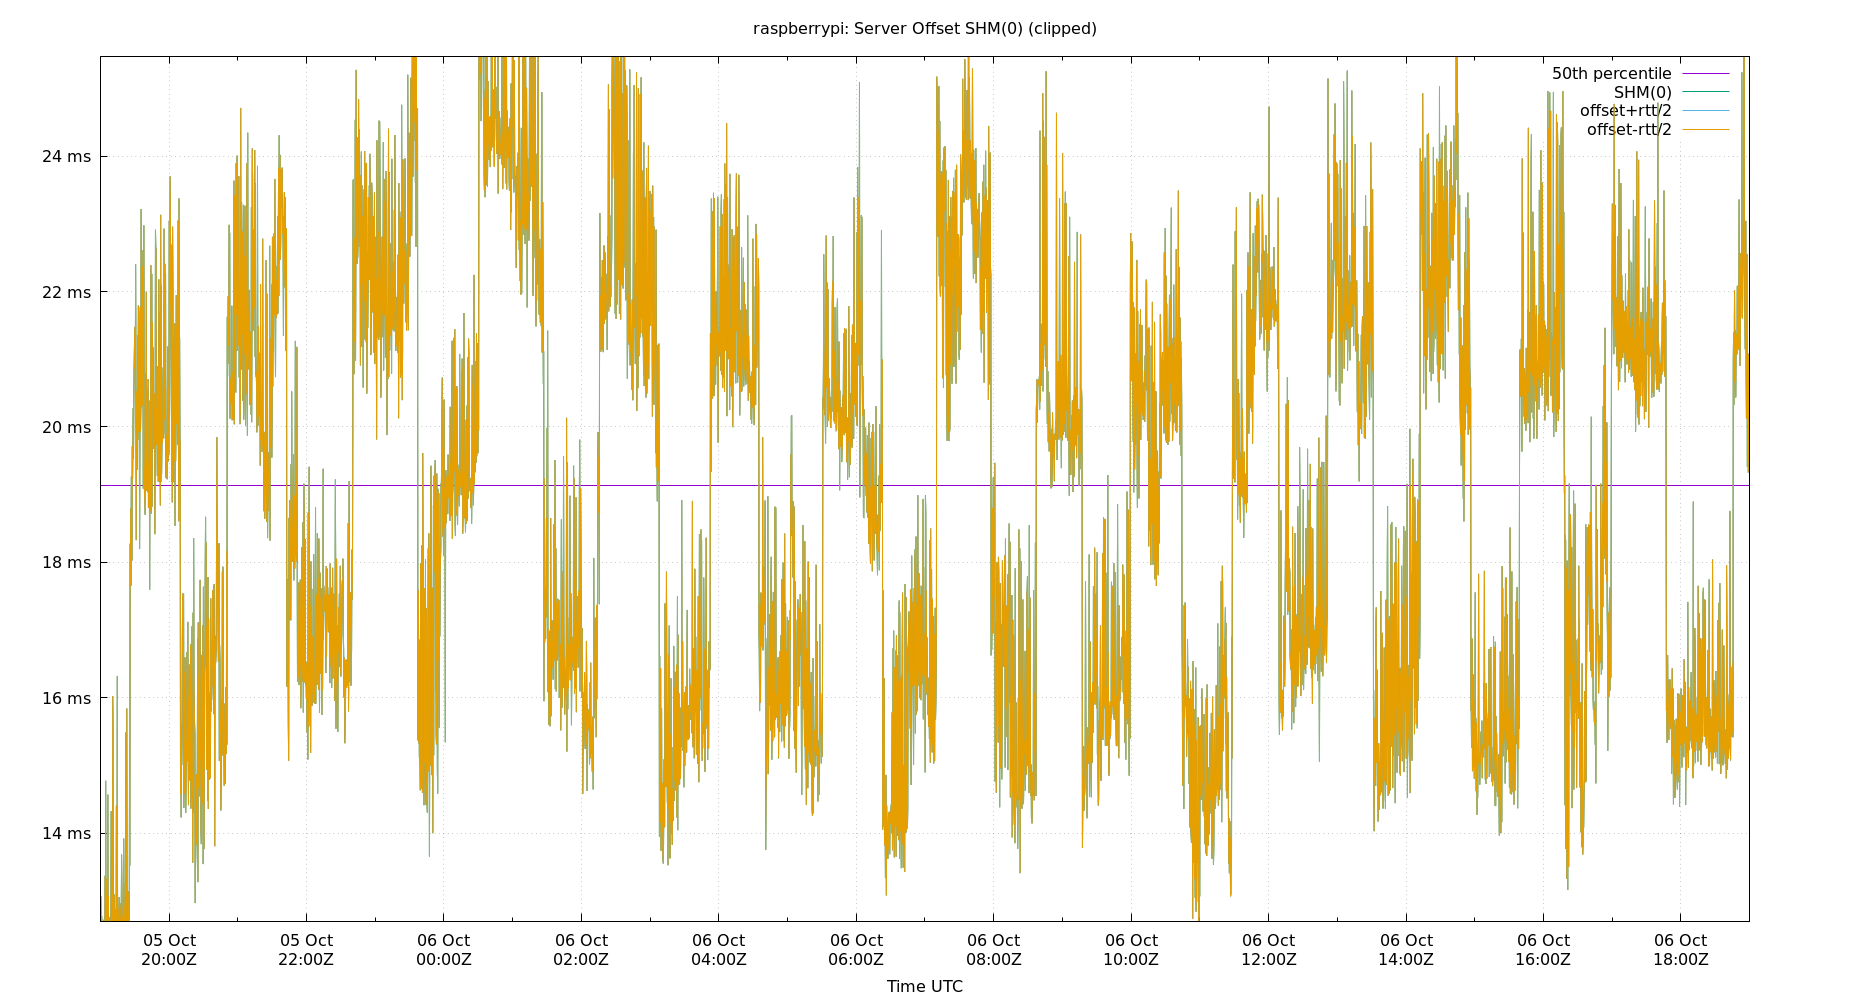 raspberrypi: Server Offset SHM(0) (clipped)
50th percentile
SHM(0)
offset+rtt/2
offset-rtt/2
24 ms
22 ms
20 ms
18 ms
16 ms
14 ms
05 Oct 05 Oct 06 Oct 06 Oct 06 Oct 06 Oct 06 Oct 06 Oct 06 Oct 06 Oct 06 Oct 06 Oct
20:00Z 22:00Z 00:00Z 02:00Z 04:00Z 06:00Z 08:00Z 10:00Z 12:00Z 14:00Z 16:00Z 18:00Z
Time UTC